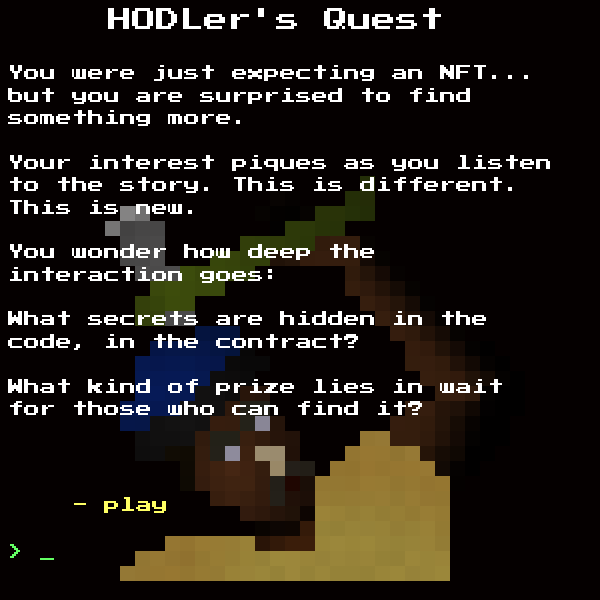 HODLer's Quest
You were just expecting an NFT...
but you are surprised to find
something more.
Your interest piques as you listen
to the story. This is different.
This is new.
You wonder how deep the
interaction goes:
What secrets are hidden in the
code, in the contract?
What kind of prize lies in wait
for those who can find it?
- play
> _